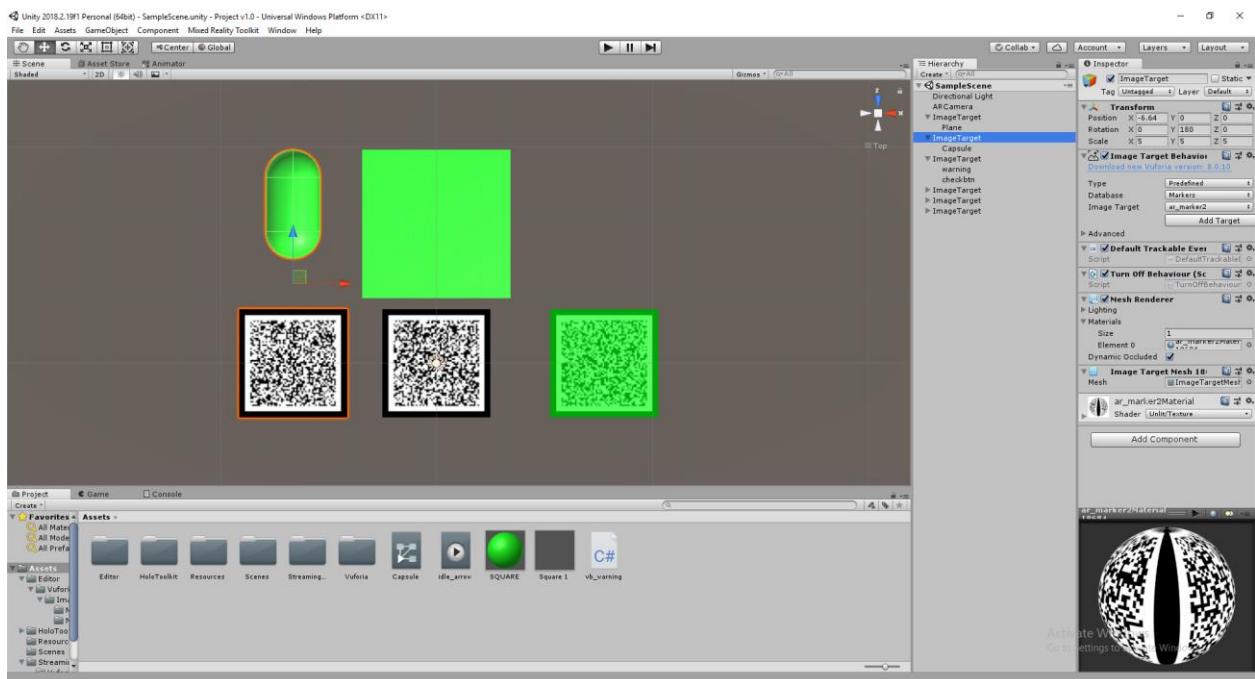 Unity 2018.2.19f1 Personal (64bit) - SampleScene.unity - Project v1.0 - Universal Windows Platform <DX11>
File Edit Assets GameObject Component Mixed Reality Toolkit Window Help
Center Global Collab Account Layers Layout
Scene Asset Store Animator
Shaded 2D Gizmos All
z
x
Top
Hierarchy
Create All
SampleScene
Directional Light
ARCamera
ImageTarget
Plane
ImageTarget
Capsule
ImageTarget
warning
checkbtn
ImageTarget
ImageTarget
ImageTarget
Inspector
ImageTarget Static
Tag Untagged Layer Default
Transform
Position X -6.64 Y 0 Z 0
Rotation X 0 Y 180 Z 0
Scale X 5 Y 5 Z 5
Image Target Behavior
Download new Vuforia version: 8.0.10
Type Predefined
Database Markers
Image Target ar_marker2
Add Target
Advanced
Default Trackable Ever
Script DefaultTrackableE
Turn Off Behaviour (Sc
Script TurnOffBehaviour
Mesh Renderer
Lighting
Materials
Size 1
Element 0
Dynamic Occluded
Image Target Mesh 18
Mesh ImageTargetMesh
ar_marker2Material
Shader Unlit/Texture
Add Component
ar_marker2Material
Project Game Console
Create
Favorites
All Mater
All Mode
All Prefa
Assets
Editor
Vufori
Ima
HoloToo
Resourc
Scenes
Streami
Assets
C#
Editor HoloToolkit Resources Scenes Streaming... Vuforia Capsule idle_arrow SQUARE Square 1 vb_warning
Activate Windows
Go to Settings to activate Windows